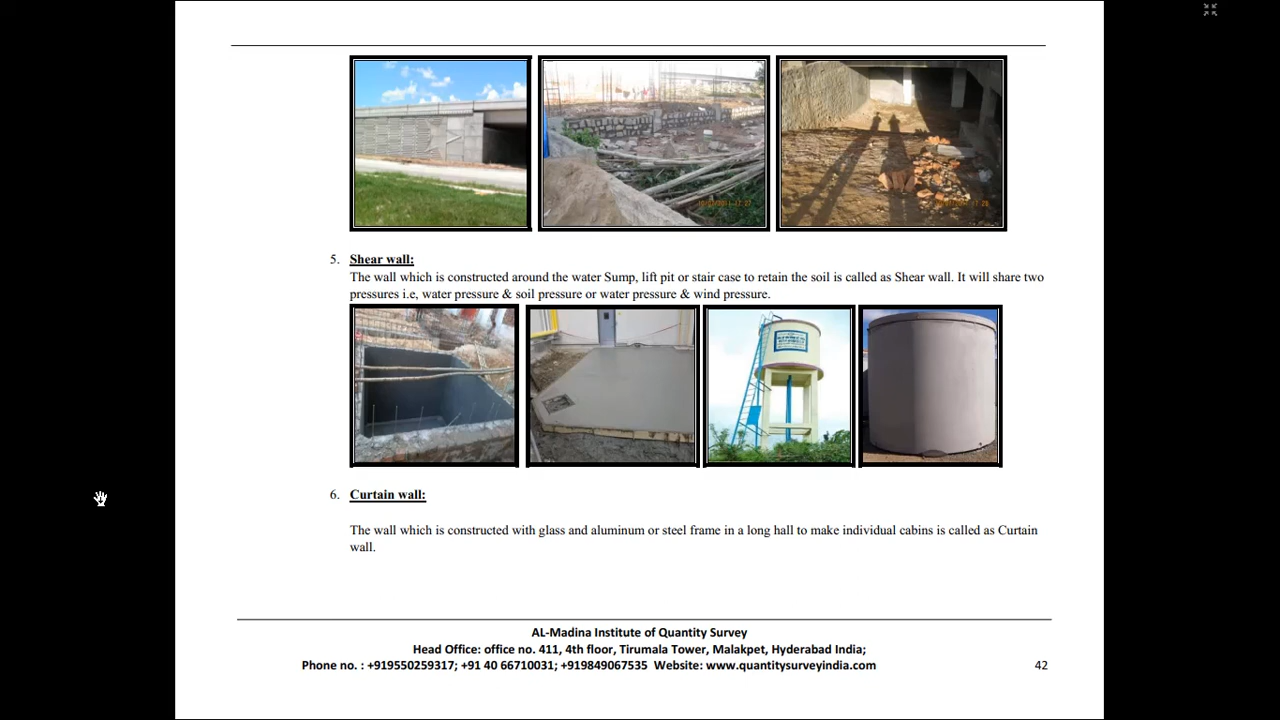 5. Shear wall:
The wall which is constructed around the water Sump, lift pit or stair case to retain the soil is called as Shear wall. It will share two
pressures i.e, water pressure & soil pressure or water pressure & wind pressure.
6. Curtain wall:
The wall which is constructed with glass and aluminum or steel frame in a long hall to make individual cabins is called as Curtain
wall.
AL-Madina Institute of Quantity Survey
Head Office: office no. 411, 4th floor, Tirumala Tower, Malakpet, Hyderabad India;
Phone no. : +919550259317; +91 40 66710031; +919849067535 Website: www.quantitysurveyindia.com 42